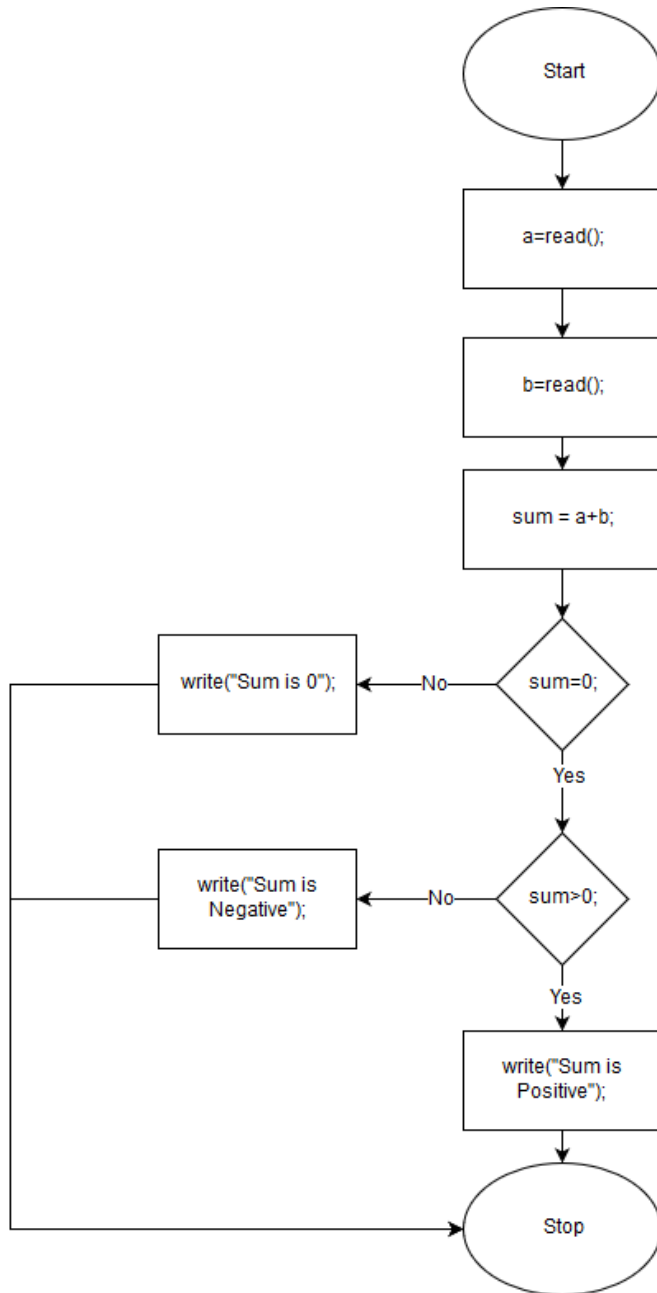 Start
a=read();
b=read();
sum = a+b;
write("Sum is 0");
No
sum=0;
Yes
write("Sum is
Negative");
No
sum>0;
Yes
write("Sum is
Positive");
Stop